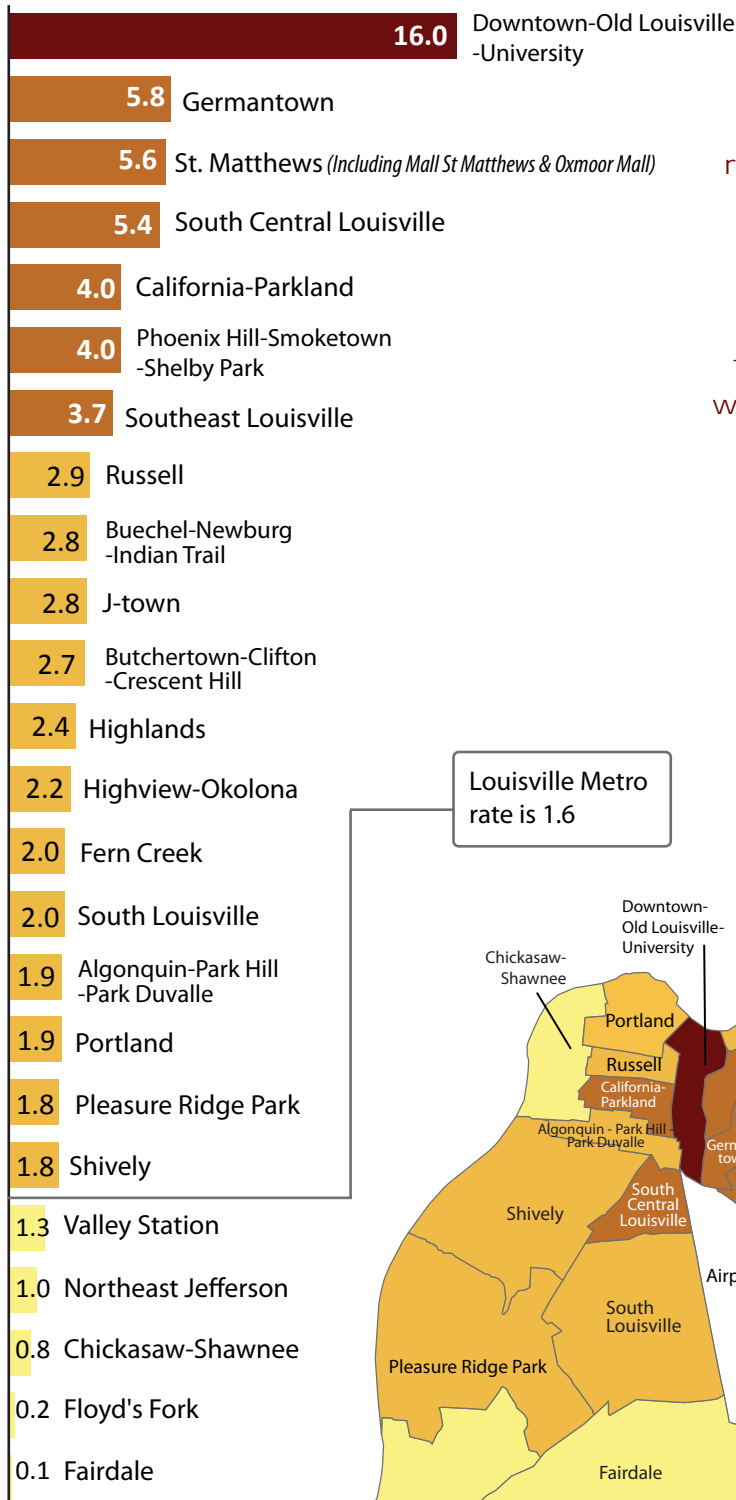 16.0 Downtown-Old Louisville
-University
5.8 Germantown
5.6 St. Matthews (Including Mall St Matthews & Oxmoor Mall)
5.4 South Central Louisville
4.0 California-Parkland
4.0 Phoenix Hill-Smoketown
-Shelby Park
3.7 Southeast Louisville
2.9 Russell
2.8 Buechel-Newburg
-Indian Trail
2.8 J-town
2.7 Butchertown-Clifton
-Crescent Hill
2.4 Highlands
2.2 Highview-Okolona
2.0 Fern Creek
2.0 South Louisville
1.9 Algonquin-Park Hill
-Park Duvalle
1.9 Portland
1.8 Pleasure Ridge Park
1.8 Shively
1.3 Valley Station
1.0 Northeast Jefferson
0.8 Chickasaw-Shawnee
0.2 Floyd's Fork
0.1 Fairdale
Louisville Metro
rate is 1.6
Downtown-
Old Louisville-
University
Chickasaw-
Shawnee
Portland
Russell
California-
Parkland
Algonquin - Park Hill -
Park Duvalle
South
Central
Louisville
Shively
South
Louisville
Pleasure Ridge Park
Fairdale